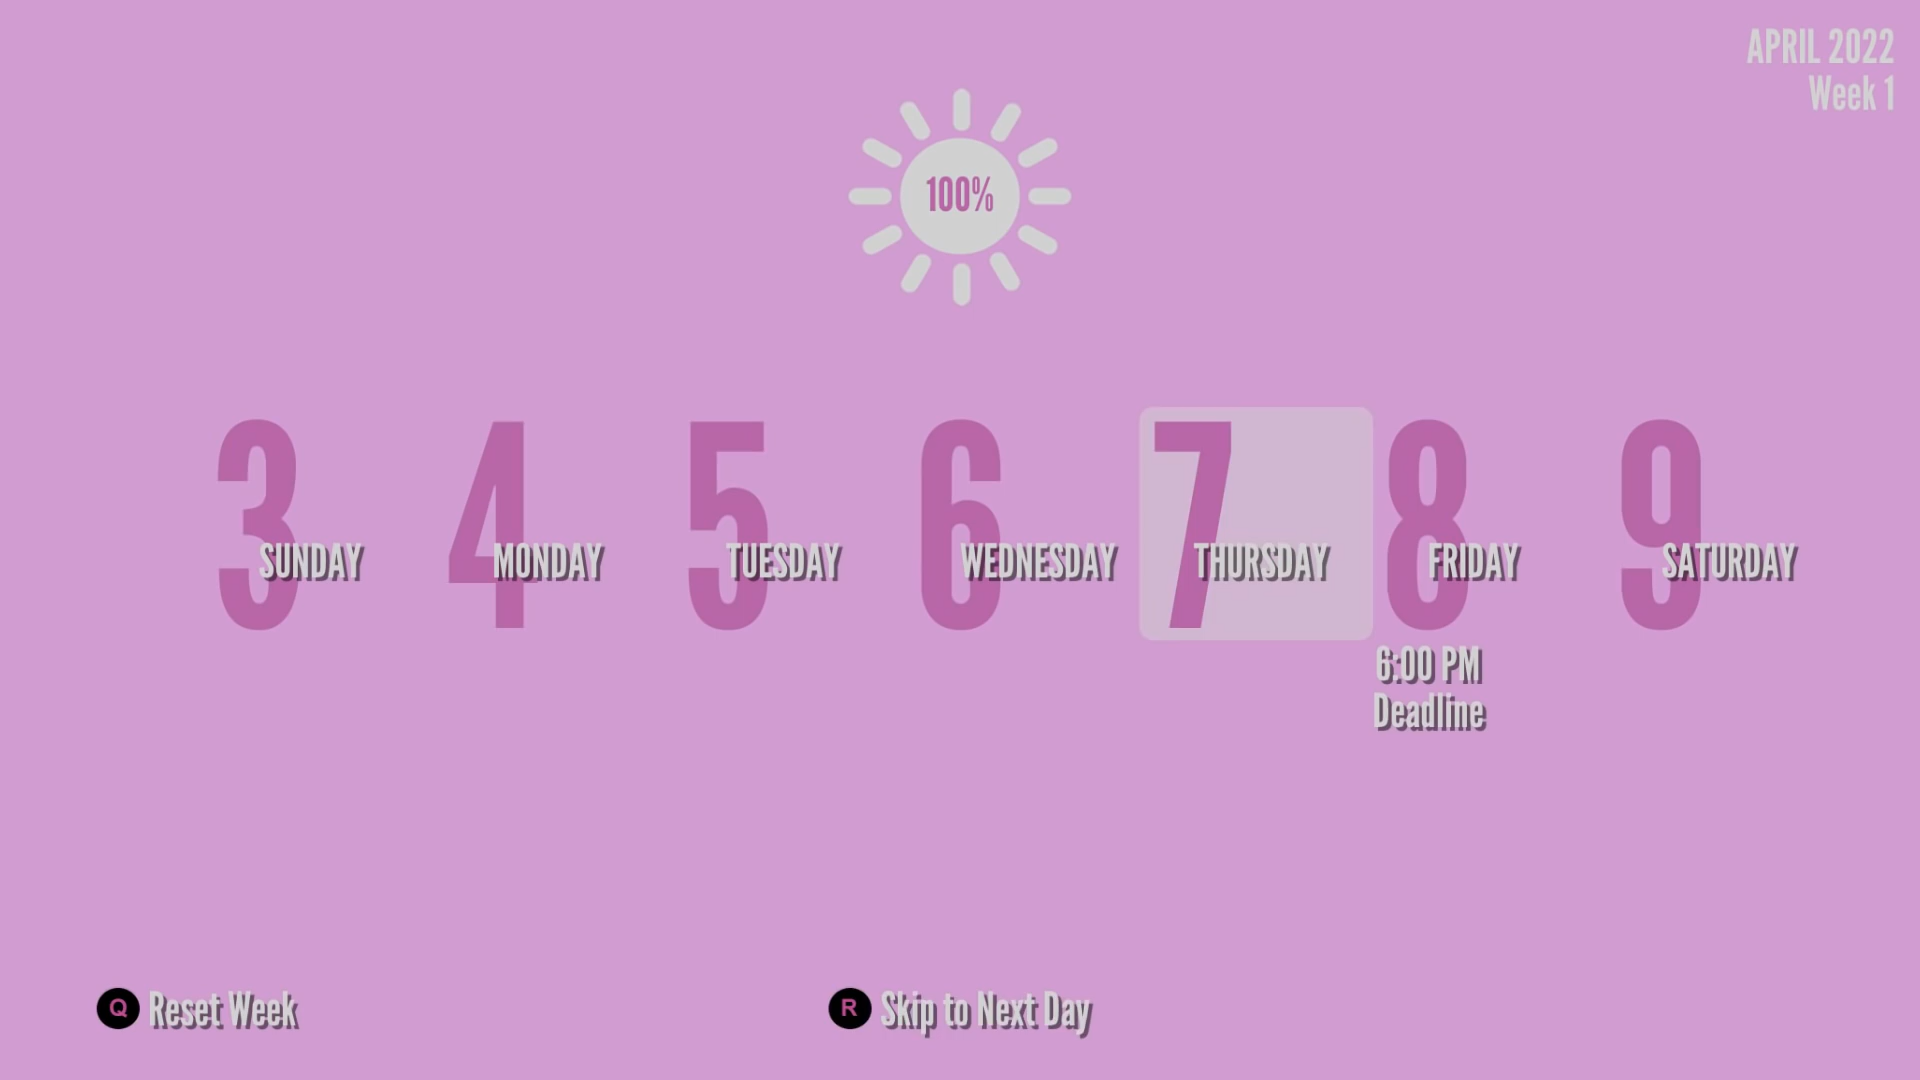 APRIL 2022
Week 1
100%
3 SUNDAY
4 MONDAY
5 TUESDAY
6 WEDNESDAY
7 THURSDAY
8 FRIDAY
6:00 PM
Deadline
9 SATURDAY
Q Reset Week
R Skip to Next Day